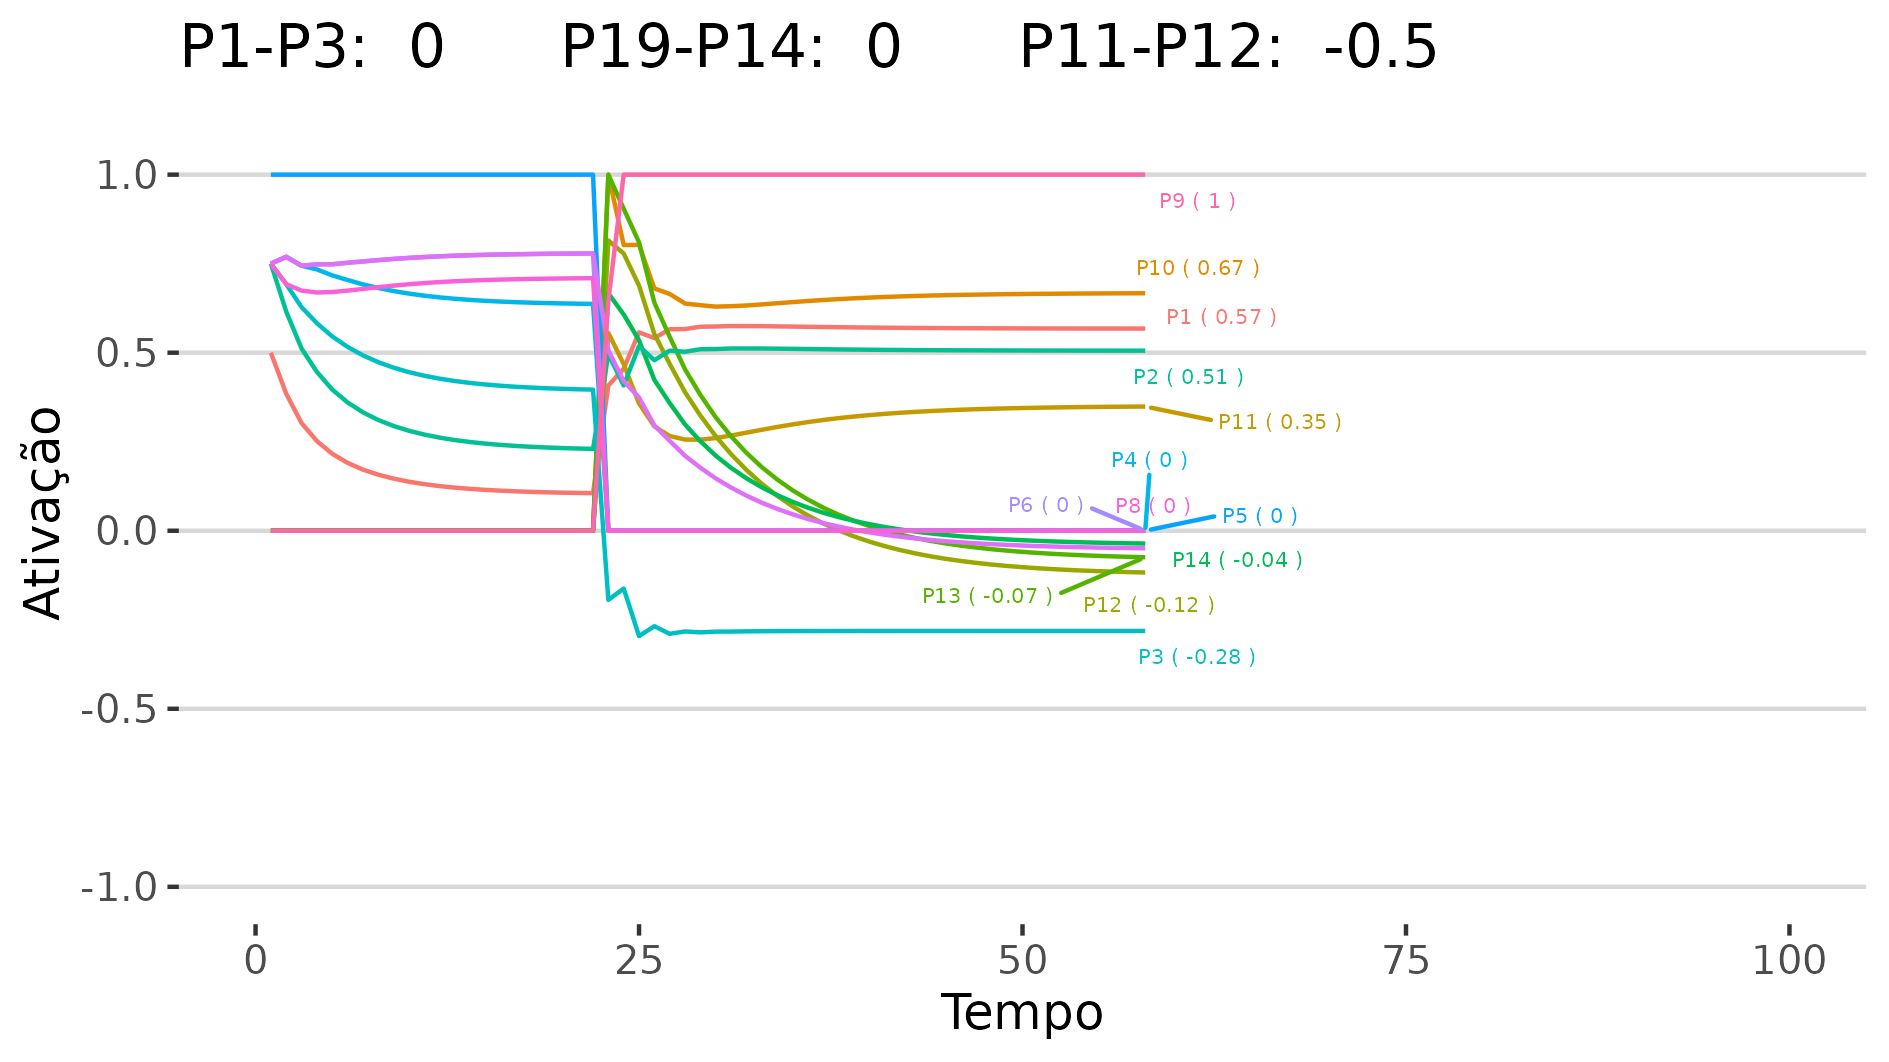 P1-P3:  0    P19-P14:  0    P11-P12:  -0.5
1.0
P9 ( 1 )
P10 ( 0.67 )
P1 ( 0.57 )
0.5
P2 ( 0.51 )
P11 ( 0.35 )
P4 ( 0 )
P6 ( 0 ) P8 ( 0 ) P5 ( 0 )
0.0
P14 ( -0.04 )
P13 ( -0.07 ) P12 ( -0.12 )
P3 ( -0.28 )
-0.5
-1.0
Ativação
0 25 50 75 100
Tempo